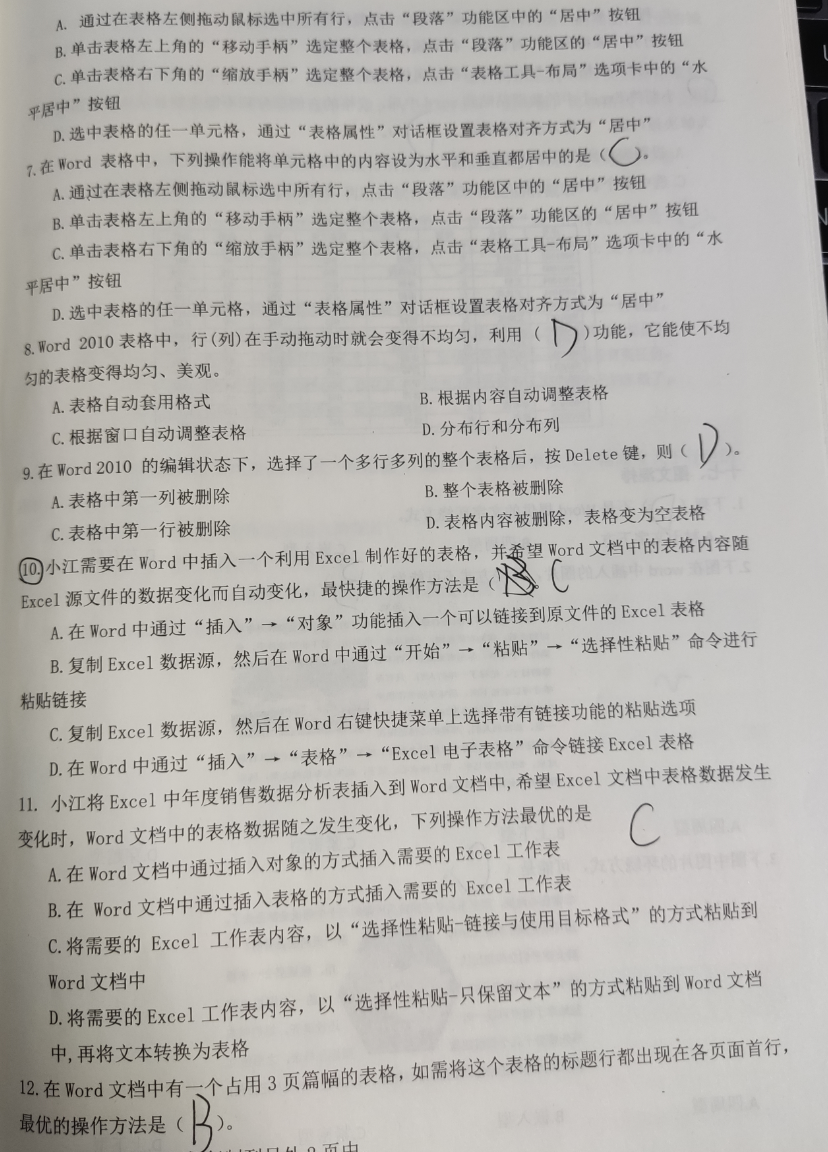 A. 通过在表格左侧拖动鼠标选中所有行，点击“段落”功能区中的“居中”按钮
B. 单击表格左上角的“移动手柄”选定整个表格，点击“段落”功能区的“居中”按钮
C. 单击表格右下角的“缩放手柄”选定整个表格，点击“表格工具-布局”选项卡中的“水
平居中”按钮
D. 选中表格的任一单元格，通过“表格属性”对话框设置表格对齐方式为“居中”
7. 在 Word 表格中，下列操作能将单元格中的内容设为水平和垂直都居中的是（C）。
A. 通过在表格左侧拖动鼠标选中所有行，点击“段落”功能区中的“居中”按钮
B. 单击表格左上角的“移动手柄”选定整个表格，点击“段落”功能区的“居中”按钮
C. 单击表格右下角的“缩放手柄”选定整个表格，点击“表格工具-布局”选项卡中的“水
平居中”按钮
D. 选中表格的任一单元格，通过“表格属性”对话框设置表格对齐方式为“居中”
8. Word 2010 表格中，行(列)在手动拖动时就会变得不均匀，利用（D）功能，它能使不均
匀的表格变得均匀、美观。
A. 表格自动套用格式 B. 根据内容自动调整表格
C. 根据窗口自动调整表格 D. 分布行和分布列
9. 在 Word 2010 的编辑状态下，选择了一个多行多列的整个表格后，按 Delete 键，则（D）。
A. 表格中第一列被删除 B. 整个表格被删除
C. 表格中第一行被删除 D. 表格内容被删除，表格变为空表格
10. 小江需要在 Word 中插入一个利用 Excel 制作好的表格，并希望 Word 文档中的表格内容随
Excel 源文件的数据变化而自动变化，最快捷的操作方法是（B）。C
A. 在 Word 中通过“插入”→“对象”功能插入一个可以链接到原文件的 Excel 表格
B. 复制 Excel 数据源，然后在 Word 中通过“开始”→“粘贴”→“选择性粘贴”命令进行
粘贴链接
C. 复制 Excel 数据源，然后在 Word 右键快捷菜单上选择带有链接功能的粘贴选项
D. 在 Word 中通过“插入”→“表格”→“Excel 电子表格”命令链接 Excel 表格
11. 小江将 Excel 中年度销售数据分析表插入到 Word 文档中,希望 Excel 文档中表格数据发生
变化时，Word 文档中的表格数据随之发生变化，下列操作方法最优的是 C
A. 在 Word 文档中通过插入对象的方式插入需要的 Excel 工作表
B. 在 Word 文档中通过插入表格的方式插入需要的 Excel 工作表
C. 将需要的 Excel 工作表内容，以“选择性粘贴-链接与使用目标格式”的方式粘贴到
Word 文档中
D. 将需要的 Excel 工作表内容，以“选择性粘贴-只保留文本”的方式粘贴到 Word 文档
中,再将文本转换为表格
12. 在 Word 文档中有一个占用 3 页篇幅的表格,如需将这个表格的标题行都出现在各页面首行,
最优的操作方法是（B）。